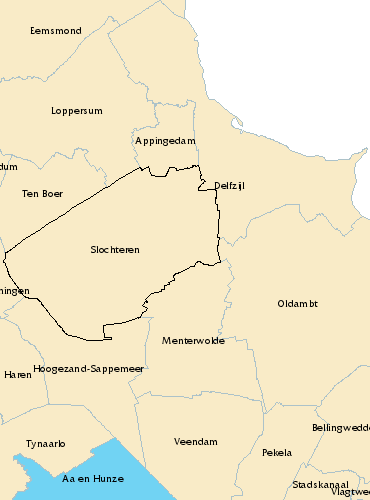 Eemsmond
Loppersum
Appingedam
dum
Ten Boer
Delfzijl
Slochteren
ningen
Oldambt
Menterwolde
Haren
Hoogezand-Sappemeer
Bellingwedde
Tynaarlo
Veendam
Pekela
Aa en Hunze
Stadskanaal
Vlagtwed